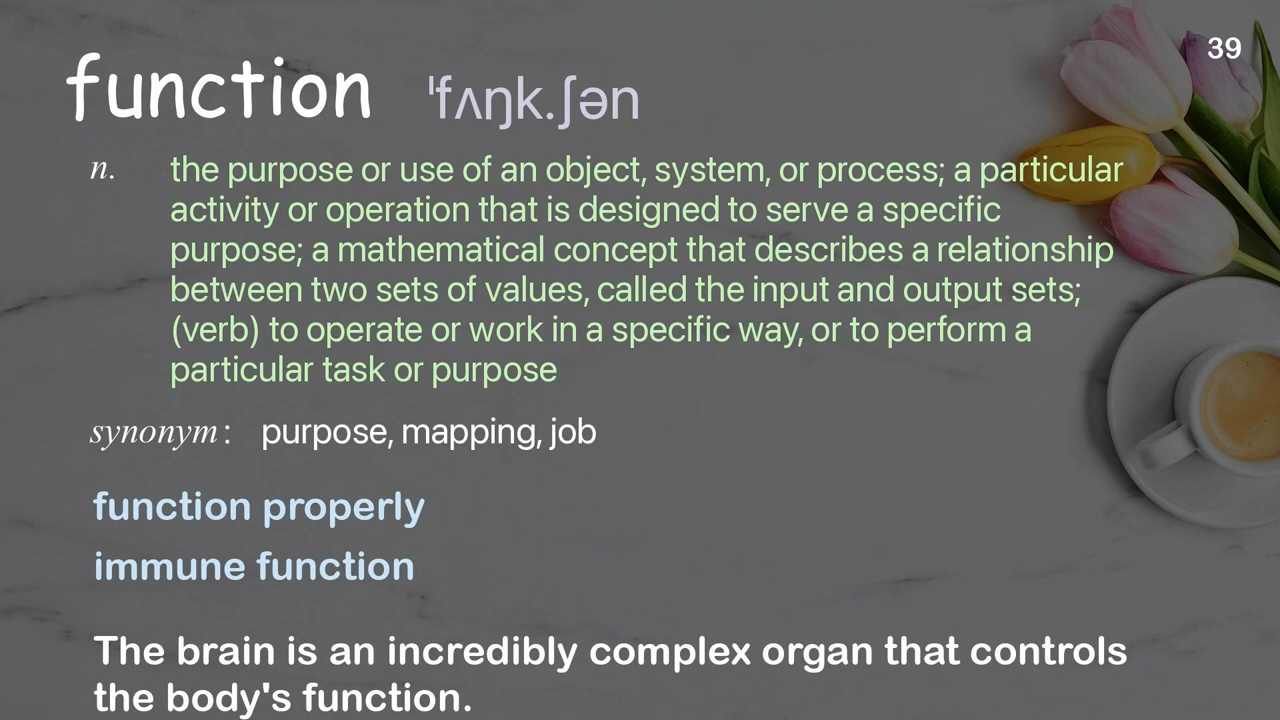 39
function ˈfʌŋk.ʃən
n. the purpose or use of an object, system, or process; a particular
activity or operation that is designed to serve a specific
purpose; a mathematical concept that describes a relationship
between two sets of values, called the input and output sets;
(verb) to operate or work in a specific way, or to perform a
particular task or purpose
synonym: purpose, mapping, job
function properly
immune function
The brain is an incredibly complex organ that controls
the body's function.